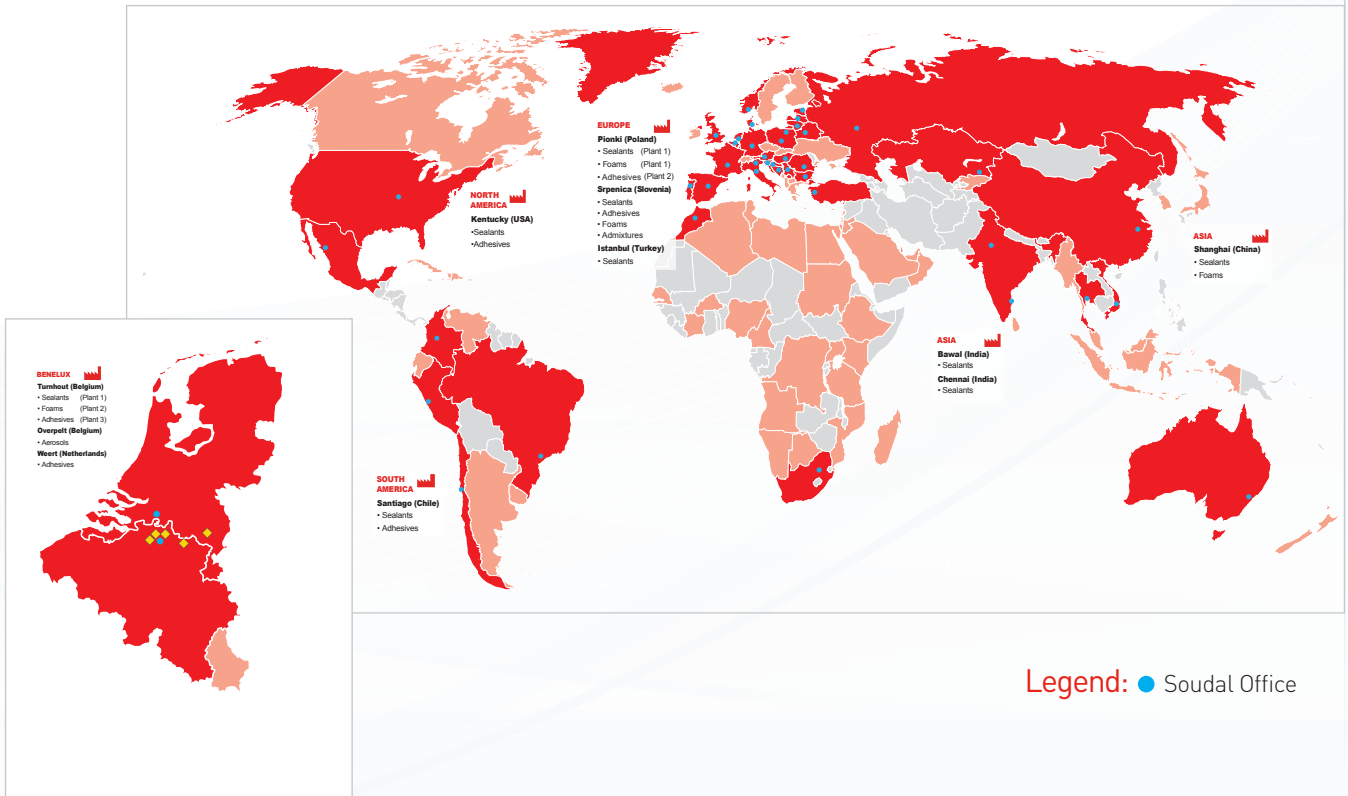 EUROPE
Pionki (Poland)
• Sealants (Plant 1)
• Foams (Plant 1)
• Adhesives (Plant 2)
Srpenica (Slovenia)
• Sealants
• Adhesives
• Foams
• Admixtures
Istanbul (Turkey)
• Sealants
NORTH
AMERICA
Kentucky (USA)
•Sealants
•Adhesives
ASIA
Shanghai (China)
• Sealants
• Foams
ASIA
Bawal (India)
• Sealants
Chennai (India)
• Sealants
BENELUX
Turnhout (Belgium)
• Sealants (Plant 1)
• Foams (Plant 2)
• Adhesives (Plant 3)
Overpelt (Belgium)
• Aerosols
Weert (Netherlands)
• Adhesives
SOUTH
AMERICA
Santiago (Chile)
• Sealants
• Adhesives
Legend: Soudal Office